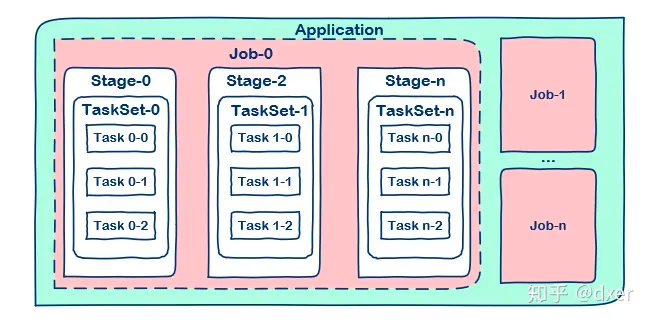 Application
Job-0
Stage-0
TaskSet-0
Task 0-0
Task 0-1
Task 0-2
Stage-2
TaskSet-1
Task 1-0
Task 1-1
Task 1-2
Stage-n
TaskSet-n
Task n-0
Task n-1
Task n-2
Job-1
...
Job-n
知乎 @dxer